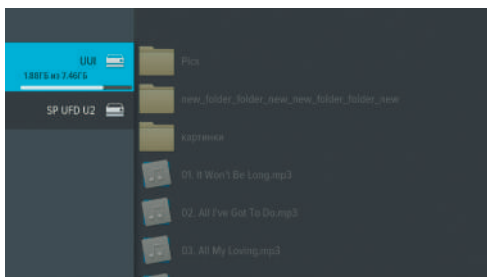 UUI
1.88ГБ из 7.46ГБ
SP UFD U2
Pics
new_folder_folder_new_new_folder_folder_new
картинки
01. It Won't Be Long.mp3
02. All I've Got To Do.mp3
03. All My Loving.mp3